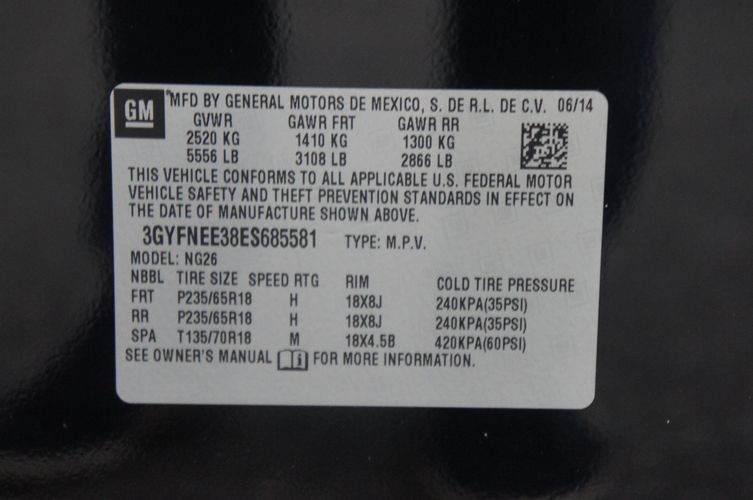 GM
MFD BY GENERAL MOTORS DE MEXICO, S. DE R.L. DE C.V. 06/14
GVWR GAWR FRT GAWR RR
2520 KG 1410 KG 1300 KG
5556 LB 3108 LB 2866 LB
THIS VEHICLE CONFORMS TO ALL APPLICABLE U.S. FEDERAL MOTOR
VEHICLE SAFETY AND THEFT PREVENTION STANDARDS IN EFFECT ON
THE DATE OF MANUFACTURE SHOWN ABOVE.
3GYFNEE38ES685581 TYPE: M.P.V.
MODEL: NG26
NBBL TIRE SIZE SPEED RTG RIM COLD TIRE PRESSURE
FRT P235/65R18 H 18X8J 240KPA(35PSI)
RR P235/65R18 H 18X8J 240KPA(35PSI)
SPA T135/70R18 M 18X4.5B 420KPA(60PSI)
SEE OWNER'S MANUAL i FOR MORE INFORMATION.